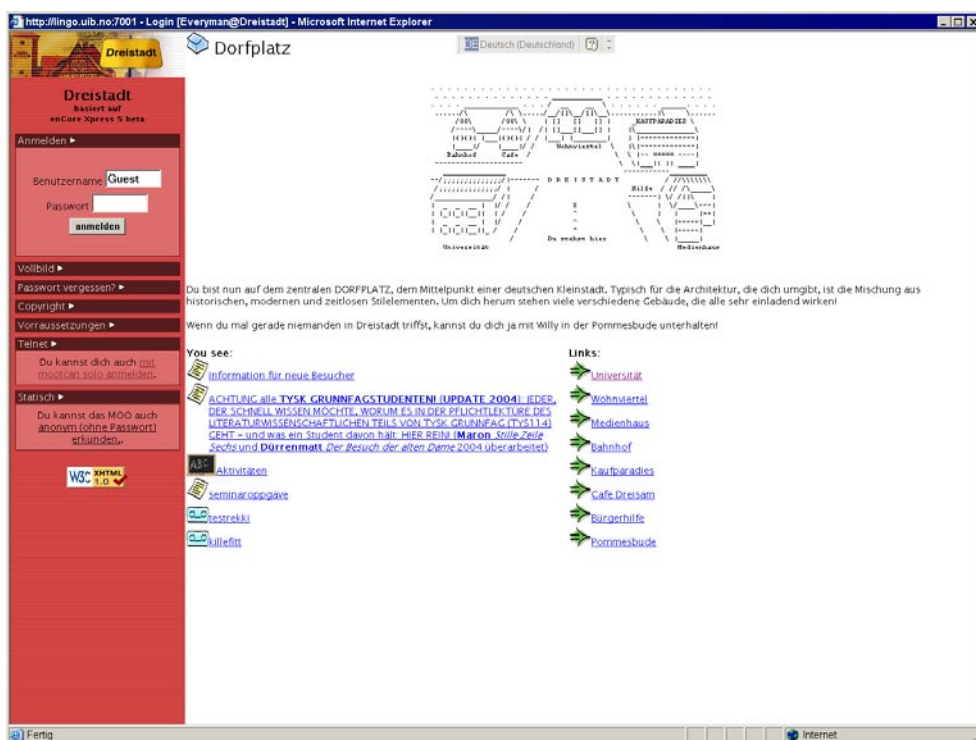 http://lingo.uib.no:7001 - Login [Everyman@Dreistadt] - Microsoft Internet Explorer
Dreistadt
Dorfplatz
DE Deutsch (Deutschland)
Dreistadt
basiert auf
enCore Xpress 5 beta
Anmelden
Benutzername Guest
Passwort
anmelden
Vollbild
Passwort vergessen?
Copyright
Vorraussetzungen
Telnet
Du kannst dich auch mit
mootcan solo anmelden.
Statisch
Du kannst das MOO auch
anonym (ohne Passwort)
erkunden..
W3C XHTML 1.0
KAUFPARADIES
Bahnhof Cafe Wohnviertel
DREISTADT
Hilfe
Du stehst hier
Universität
Medienhaus
Du bist nun auf dem zentralen DORFPLATZ, dem Mittelpunkt einer deutschen Kleinstadt. Typisch für die Architektur, die dich umgibt, ist die Mischung aus
historischen, modernen und zeitlosen Stilelementen. Um dich herum stehen viele verschiedene Gebäude, die alle sehr einladend wirken!
Wenn du mal gerade niemanden in Dreistadt triffst, kannst du dich ja mit Willy in der Pommesbude unterhalten!
You see:
Information für neue Besucher
ACHTUNG alle TYSK GRUNNFAGSTUDENTEN! (UPDATE 2004): JEDER,
DER SCHNELL WISSEN MÖCHTE, WORUM ES IN DER PFLICHTLEKTÜRE DES
LITERATURWISSENSCHAFTLICHEN TEILS VON TYSK GRUNNFAG (TYS114)
GEHT - und was ein Student davon hält: HIER REIN! (Maron Stille Zeile
Sechs und Dürrenmatt Der Besuch der alten Dame 2004 überarbeitet)
ABC Aktivitäten
seminaroppgave
testrekki
killefitt
Links:
Universität
Wohnviertel
Medienhaus
Bahnhof
Kaufparadies
Cafe Dreisam
Bürgerhilfe
Pommesbude
Fertig
Internet